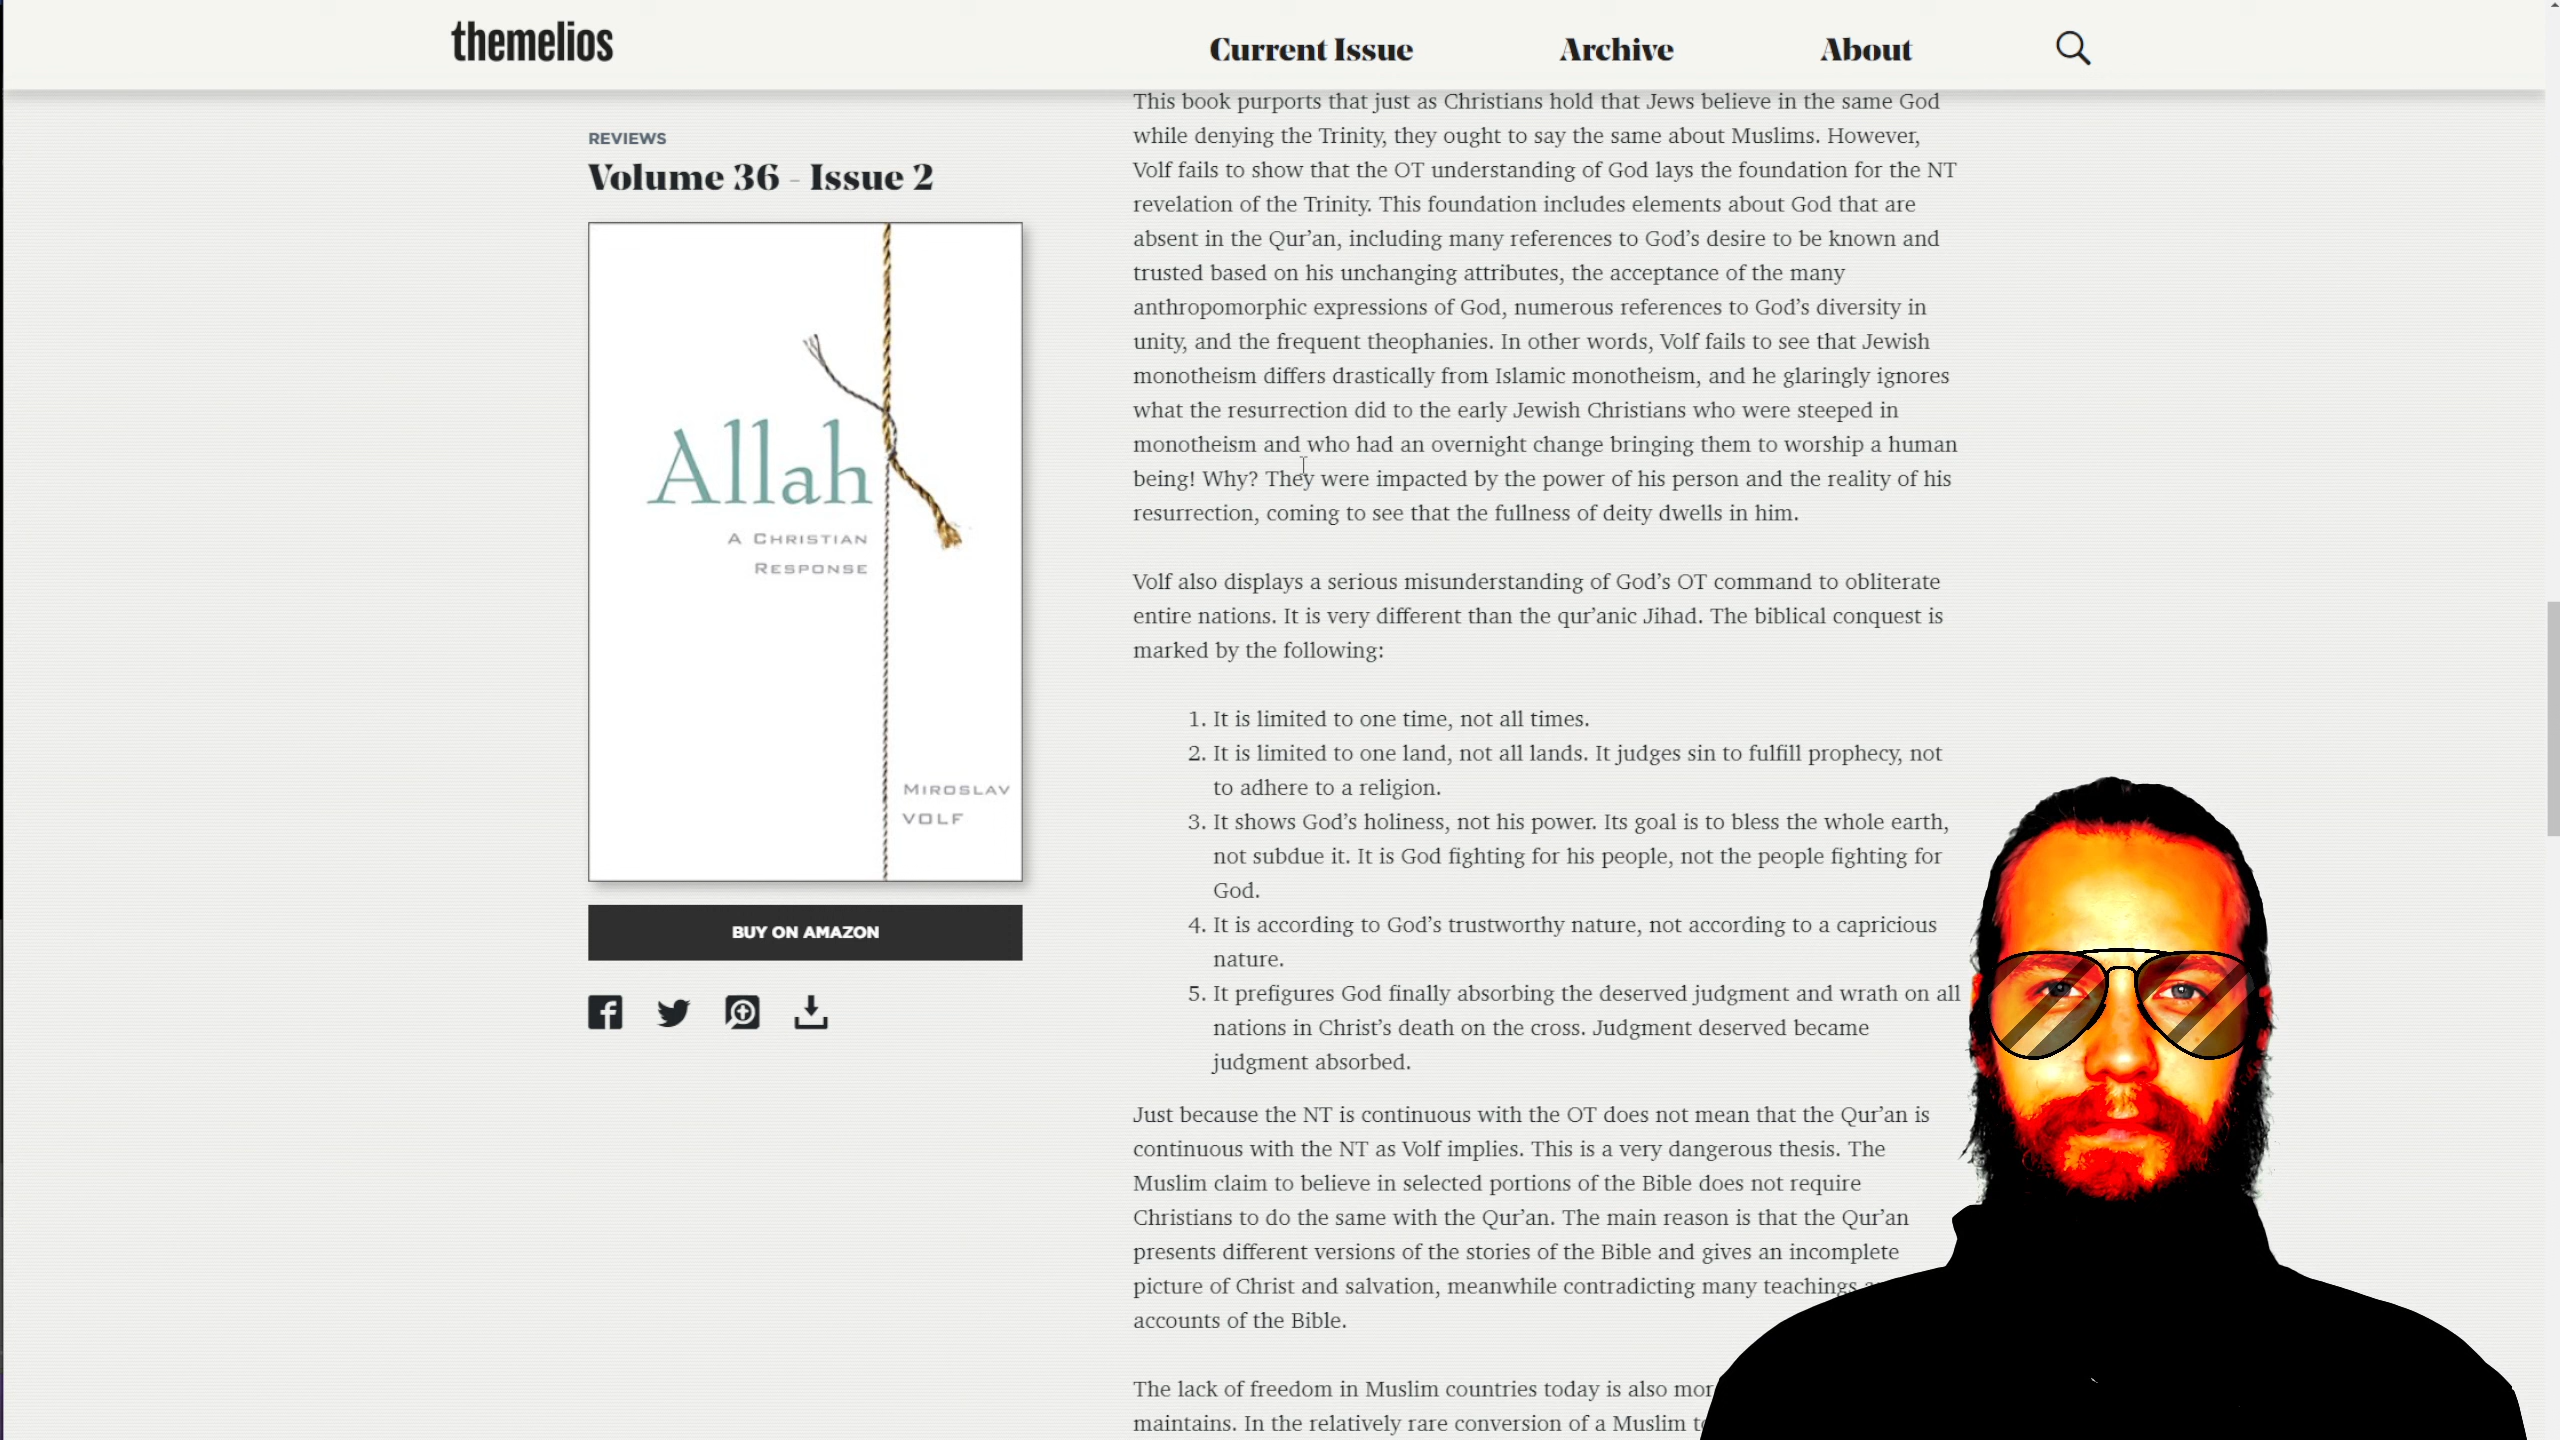 themelios
Current Issue
Archive
About
REVIEWS
Volume 36 - Issue 2
Allah
A CHRISTIAN
RESPONSE
MIROSLAV
VOLF
BUY ON AMAZON
This book purports that just as Christians hold that Jews believe in the same God
while denying the Trinity, they ought to say the same about Muslims. However,
Volf fails to show that the OT understanding of God lays the foundation for the NT
revelation of the Trinity. This foundation includes elements about God that are
absent in the Qur’an, including many references to God’s desire to be known and
trusted based on his unchanging attributes, the acceptance of the many
anthropomorphic expressions of God, numerous references to God’s diversity in
unity, and the frequent theophanies. In other words, Volf fails to see that Jewish
monotheism differs drastically from Islamic monotheism, and he glaringly ignores
what the resurrection did to the early Jewish Christians who were steeped in
monotheism and who had an overnight change bringing them to worship a human
being! Why? They were impacted by the power of his person and the reality of his
resurrection, coming to see that the fullness of deity dwells in him.
Volf also displays a serious misunderstanding of God’s OT command to obliterate
entire nations. It is very different than the qur’anic Jihad. The biblical conquest is
marked by the following:
1. It is limited to one time, not all times.
2. It is limited to one land, not all lands. It judges sin to fulfill prophecy, not
to adhere to a religion.
3. It shows God’s holiness, not his power. Its goal is to bless the whole earth,
not subdue it. It is God fighting for his people, not the people fighting for
God.
4. It is according to God’s trustworthy nature, not according to a capricious
nature.
5. It prefigures God finally absorbing the deserved judgment and wrath on all
nations in Christ’s death on the cross. Judgment deserved became
judgment absorbed.
Just because the NT is continuous with the OT does not mean that the Qur’an is
continuous with the NT as Volf implies. This is a very dangerous thesis. The
Muslim claim to believe in selected portions of the Bible does not require
Christians to do the same with the Qur’an. The main reason is that the Qur’an
presents different versions of the stories of the Bible and gives an incomplete
picture of Christ and salvation, meanwhile contradicting many teachings
accounts of the Bible.
The lack of freedom in Muslim countries today is also
maintains. In the relatively rare conversion of a Muslim